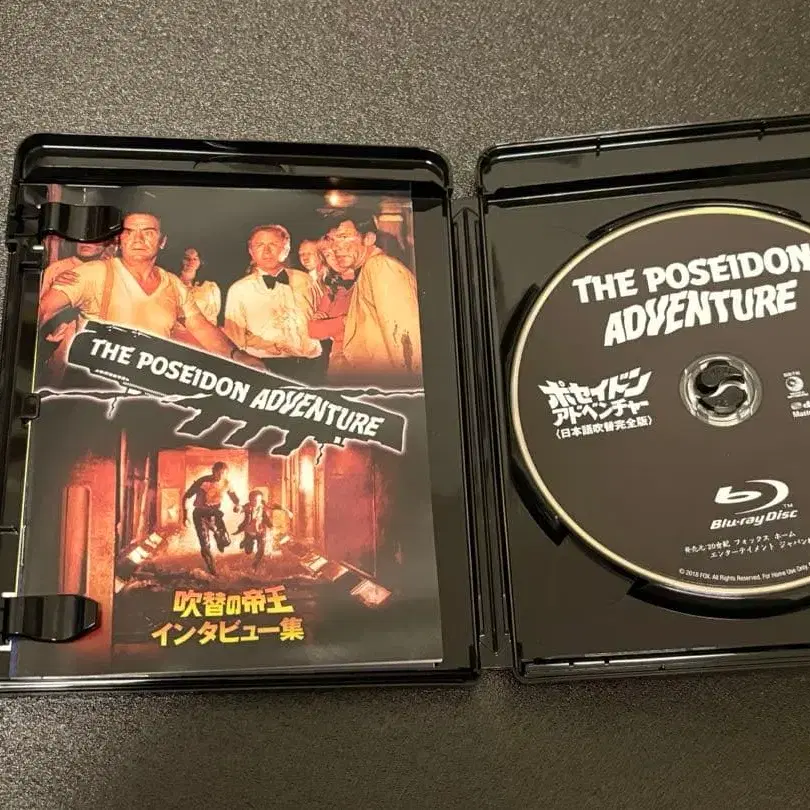 THE POSEIDON ADVENTURE
吹替の帝王
インタビュー集
THE POSEIDON
ADVENTURE
ポセイドン
アドベンチャー
〈日本語吹替完全版〉
Blu-ray Disc™
発売元:20世紀 フォックス ホーム
エンターテイメント ジャパン
© 2018 FOX. All Rights Reserved. For Home Use Only.